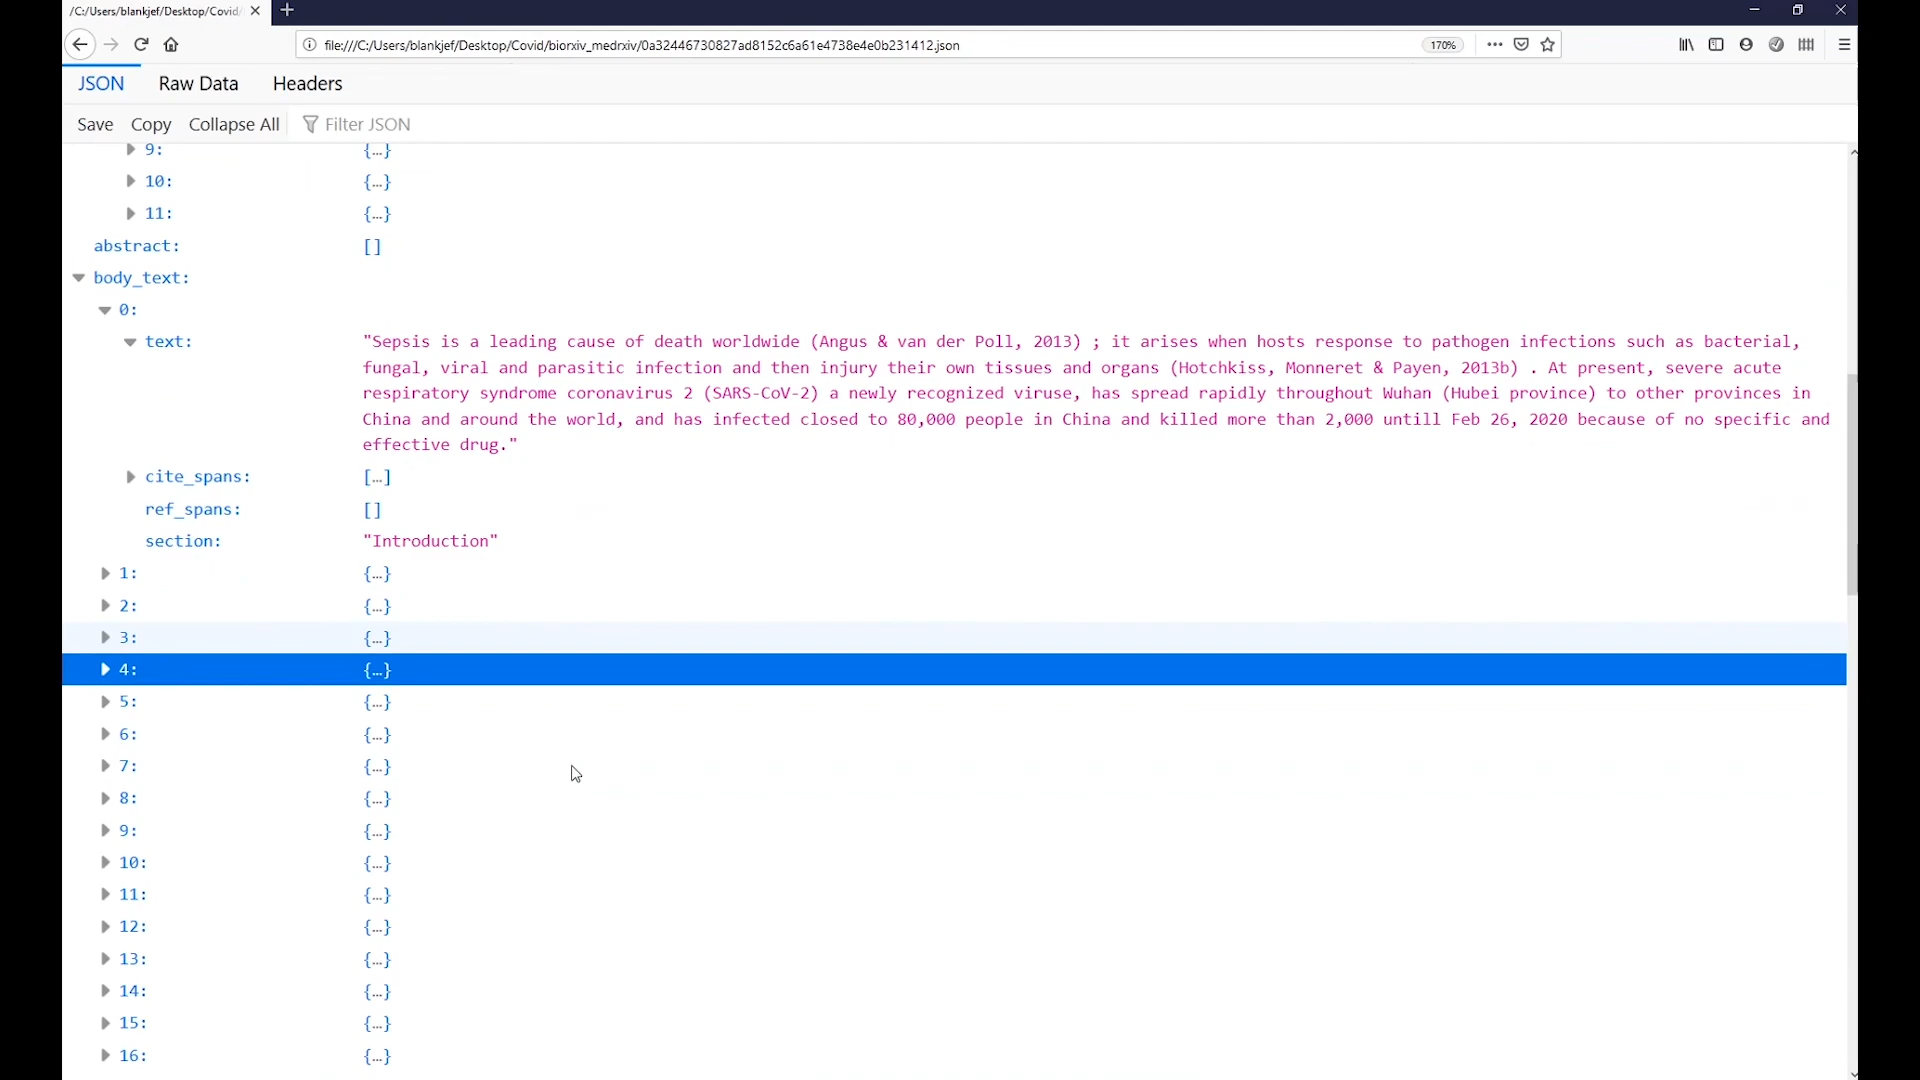 /C:/Users/blankjef/Desktop/Covid/
file:///C:/Users/blankjef/Desktop/Covid/biorxiv_medrxiv/0a32446730827ad8152c6a61e4738e4e0b231412.json 170%
JSON Raw Data Headers
Save Copy Collapse All Filter JSON
9: {…}
10: {…}
11: {…}
abstract: []
body_text:
0:
text: "Sepsis is a leading cause of death worldwide (Angus & van der Poll, 2013) ; it arises when hosts response to pathogen infections such as bacterial,
fungal, viral and parasitic infection and then injury their own tissues and organs (Hotchkiss, Monneret & Payen, 2013b) . At present, severe acute
respiratory syndrome coronavirus 2 (SARS-CoV-2) a newly recognized viruse, has spread rapidly throughout Wuhan (Hubei province) to other provinces in
China and around the world, and has infected closed to 80,000 people in China and killed more than 2,000 untill Feb 26, 2020 because of no specific and
effective drug."
cite_spans: […]
ref_spans: []
section: "Introduction"
1: {…}
2: {…}
3: {…}
4: {…}
5: {…}
6: {…}
7: {…}
8: {…}
9: {…}
10: {…}
11: {…}
12: {…}
13: {…}
14: {…}
15: {…}
16: {…}